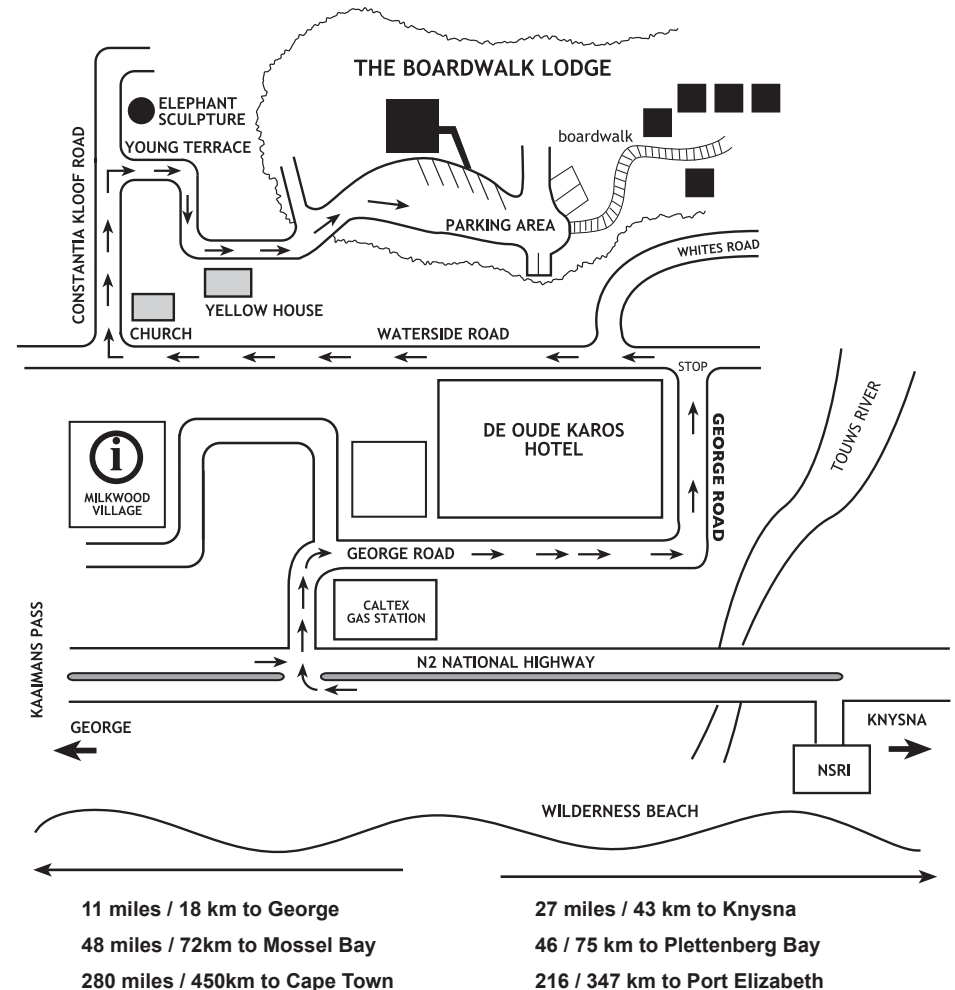 THE BOARDWALK LODGE
ELEPHANT
SCULPTURE
YOUNG TERRACE
CONSTANTIA KLOOF ROAD
boardwalk
PARKING AREA
WHITES ROAD
YELLOW HOUSE
CHURCH
WATERSIDE ROAD
STOP
i
MILKWOOD
VILLAGE
DE OUDE KAROS
HOTEL
GEORGE ROAD
TOUWS RIVER
GEORGE ROAD
CALTEX
GAS STATION
KAAIMANS PASS
N2 NATIONAL HIGHWAY
GEORGE
KNYSNA
NSRI
WILDERNESS BEACH
11 miles / 18 km to George
48 miles / 72km to Mossel Bay
280 miles / 450km to Cape Town
27 miles / 43 km to Knysna
46 / 75 km to Plettenberg Bay
216 / 347 km to Port Elizabeth